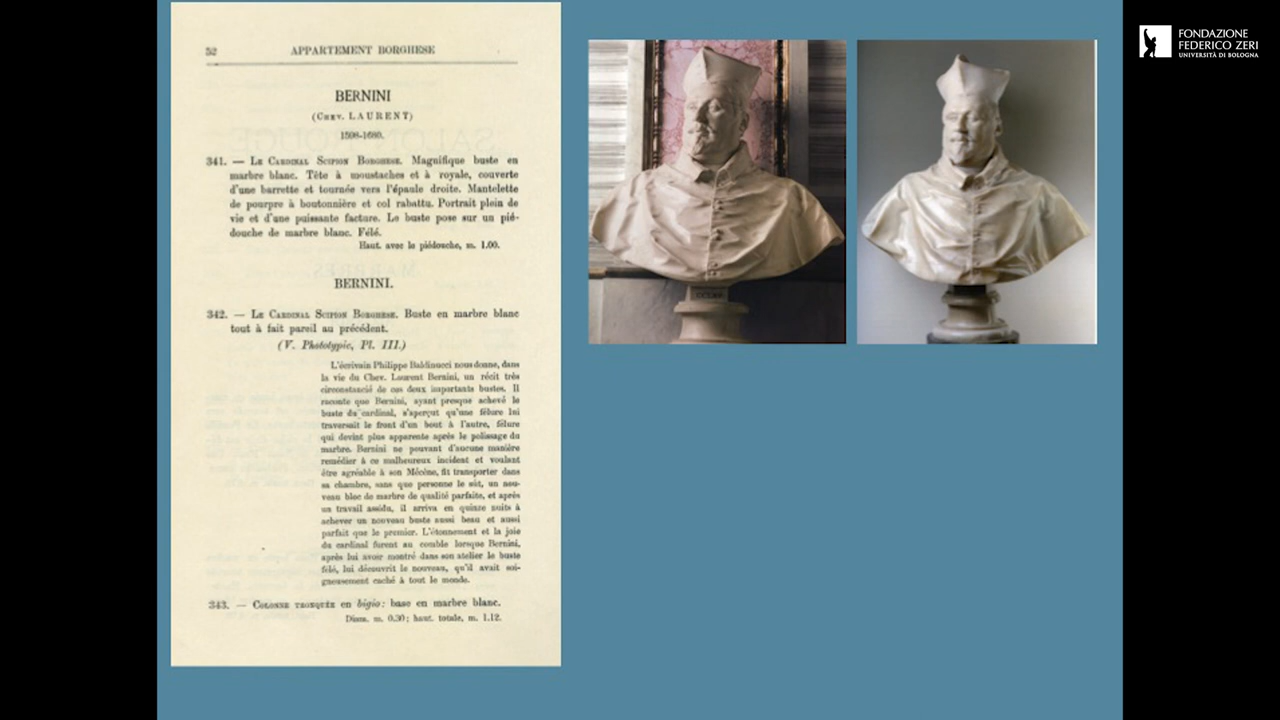 52 APPARTEMENT BORGHESE
BERNINI
(CHEV. LAURENT)
1598-1680.
341. — LE CARDINAL SCIPION BORGHESE. Magnifique buste en
marbre blanc. Tête à moustaches et à royale, couverte
d'une barrette et tournée vers l'épaule droite. Mantelette
de pourpre à boutonnière et col rabattu. Portrait plein de
vie et d'une puissante facture. Le buste pose sur un pié-
douche de marbre blanc. Fêlé.
Haut. avec le piédouche, m. 1.00.
BERNINI.
342. — LE CARDINAL SCIPION BORGHESE. Buste en marbre blanc
tout à fait pareil au précédent.
(V. Phototypie, Pl. III.)
L'écrivain Philippe Baldinucci nous donne, dans
la vie du Chev. Laurent Bernini, un récit très
circonstancié de ces deux importants bustes. Il
raconte que Bernini, ayant presque achevé le
buste du cardinal, s'aperçut qu'une fêlure lui
traversait le front d'un bout à l'autre, fêlure
qui devint plus apparente après le polissage du
marbre. Bernini ne pouvant d'aucune manière
remédier à ce malheureux incident et voulant
être agréable à son Mécène, fit transporter dans
sa chambre, sans que personne le sût, un nou-
veau bloc de marbre de qualité parfaite, et après
un travail assidu, il arriva en quinze nuits à
achever un nouveau buste aussi beau et aussi
parfait que le premier. L'étonnement et la joie
du cardinal furent au comble lorsque Bernini,
après lui avoir montré dans son atelier le buste
fêlé, lui découvrit le nouveau, qu'il avait soi-
gneusement caché à tout le monde.
343. — COLONNE TRONQUÉE en bigio: base en marbre blanc.
Diam. m. 0,30; haut. totale, m. 1.12.
FONDAZIONE
FEDERICO ZERI
UNIVERSITÀ DI BOLOGNA